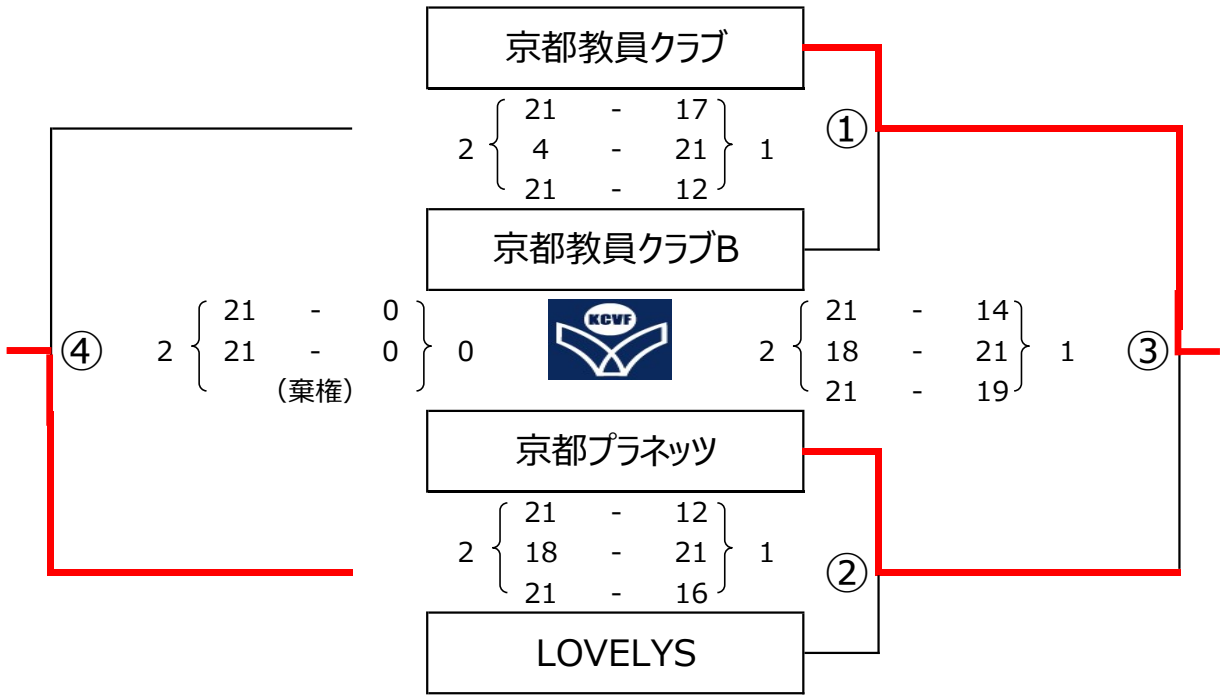 京都教員クラブ
21 - 17
①
2 4 - 21 1
21 - 12
京都教員クラブB
21 - 0
KCVF
21 - 14
④
2 21 - 0 0
2 18 - 21 1
③
(棄権)
21 - 19
京都プラネッツ
21 - 12
2 18 - 21 1
②
21 - 16
LOVELYS